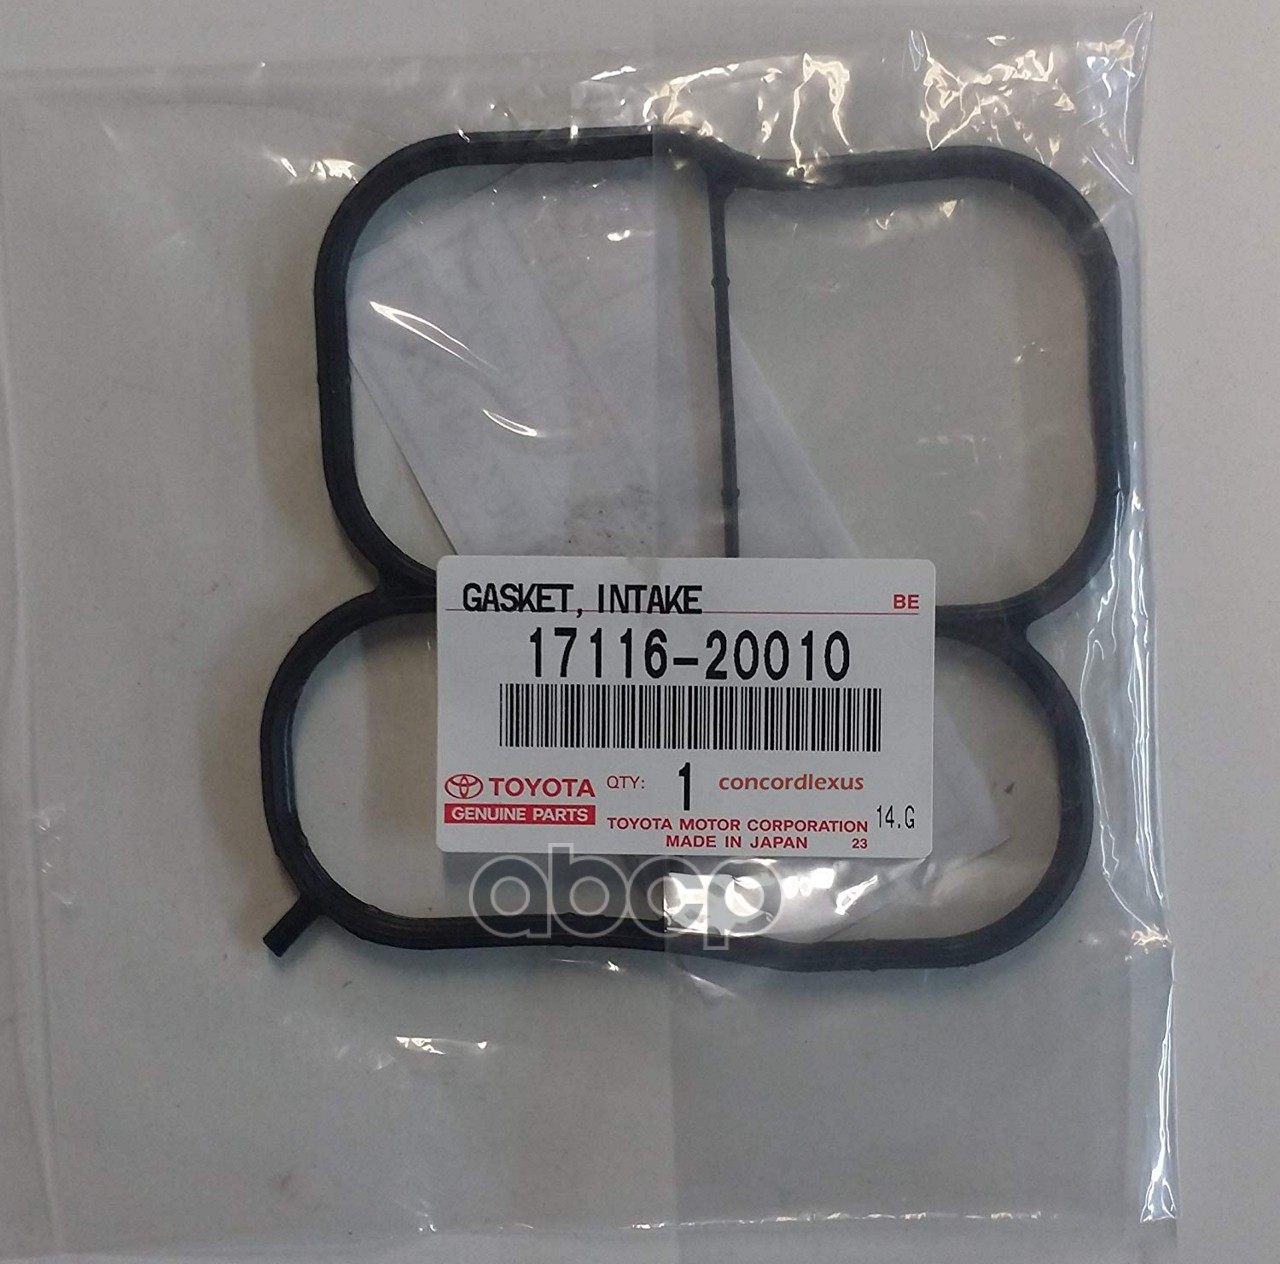 GASKET, INTAKE
BE
17116-20010
TOYOTA
GENUINE PARTS
QTY: 1
concordlexus
TOYOTA MOTOR CORPORATION
MADE IN JAPAN 23
14.G
abcp